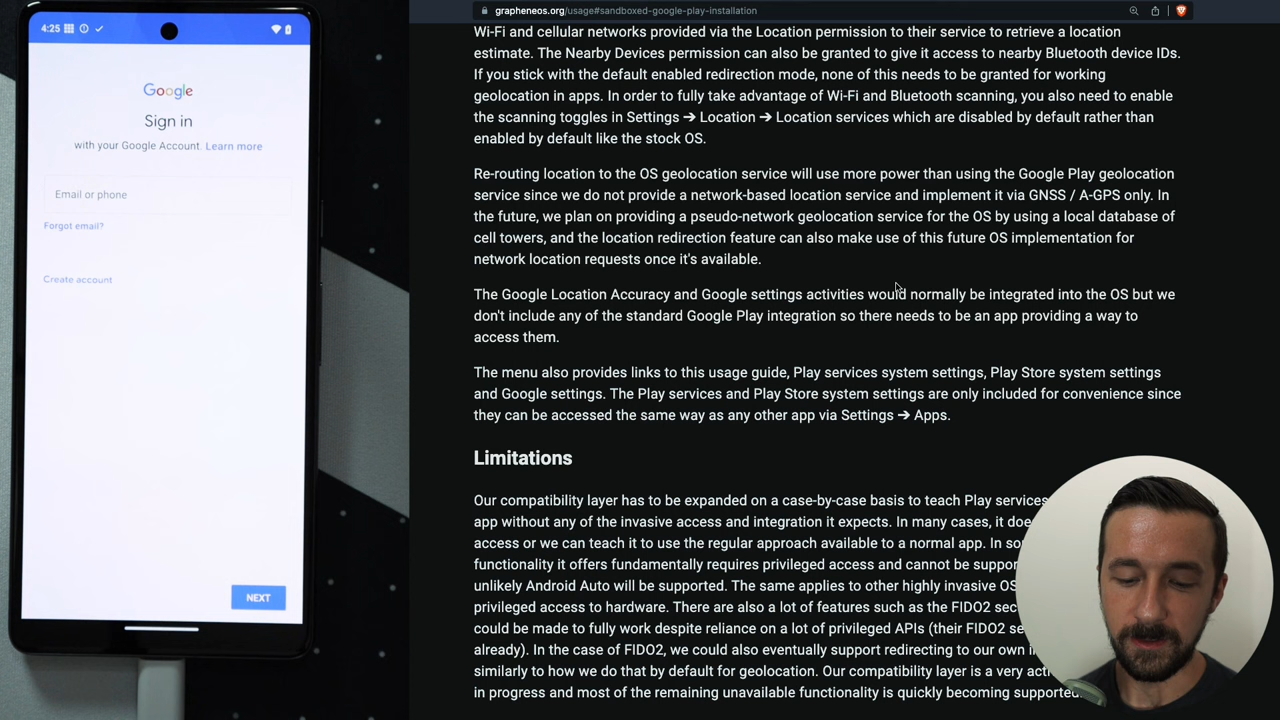 4:25
Google
Sign in
with your Google Account. Learn more
Email or phone
Forgot email?
Create account
NEXT
grapheneos.org/usage#sandboxed-google-play-installation
Wi-Fi and cellular networks provided via the Location permission to their service to retrieve a location
estimate. The Nearby Devices permission can also be granted to give it access to nearby Bluetooth device IDs.
If you stick with the default enabled redirection mode, none of this needs to be granted for working
geolocation in apps. In order to fully take advantage of Wi-Fi and Bluetooth scanning, you also need to enable
the scanning toggles in Settings ➔ Location ➔ Location services which are disabled by default rather than
enabled by default like the stock OS.
Re-routing location to the OS geolocation service will use more power than using the Google Play geolocation
service since we do not provide a network-based location service and implement it via GNSS / A-GPS only. In
the future, we plan on providing a pseudo-network geolocation service for the OS by using a local database of
cell towers, and the location redirection feature can also make use of this future OS implementation for
network location requests once it's available.
The Google Location Accuracy and Google settings activities would normally be integrated into the OS but we
don't include any of the standard Google Play integration so there needs to be an app providing a way to
access them.
The menu also provides links to this usage guide, Play services system settings, Play Store system settings
and Google settings. The Play services and Play Store system settings are only included for convenience since
they can be accessed the same way as any other app via Settings ➔ Apps.
Limitations
Our compatibility layer has to be expanded on a case-by-case basis to teach Play services
app without any of the invasive access and integration it expects. In many cases, it
access or we can teach it to use the regular approach available to a normal app. In
functionality it offers fundamentally requires privileged access and cannot be
unlikely Android Auto will be supported. The same applies to other highly invasive OS
privileged access to hardware. There are also a lot of features such as the FIDO2
could be made to fully work despite reliance on a lot of privileged APIs (their FIDO2
already). In the case of FIDO2, we could also eventually support redirecting to our own
similarly to how we do that by default for geolocation. Our compatibility layer is a very
in progress and most of the remaining unavailable functionality is quickly becoming supported.